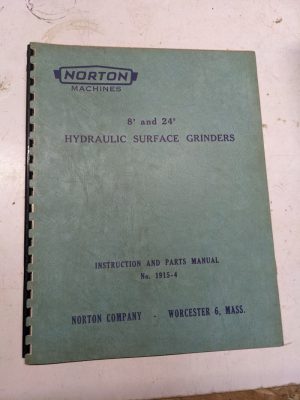 NORTON
MACHINES
8" and 24"
HYDRAULIC SURFACE GRINDERS
INSTRUCTION AND PARTS MANUAL
No. 1915-4
NORTON COMPANY - WORCESTER 6, MASS.